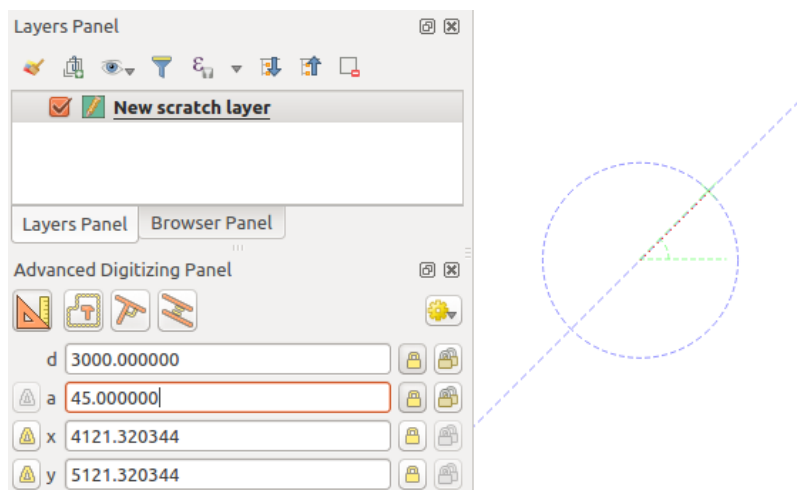 Layers Panel
New scratch layer
Layers Panel Browser Panel
Advanced Digitizing Panel
d 3000.000000
a 45.000000
x 4121.320344
y 5121.320344